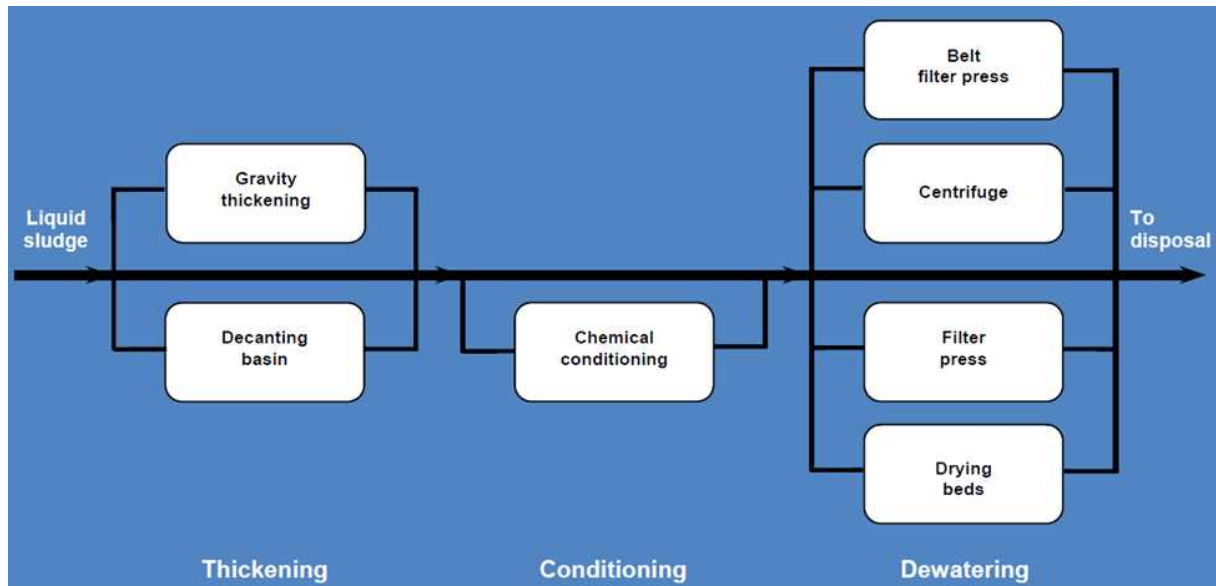 Liquid
sludge
Gravity
thickening
Decanting
basin
Chemical
conditioning
Belt
filter press
Centrifuge
Filter
press
Drying
beds
To
disposal
Thickening
Conditioning
Dewatering